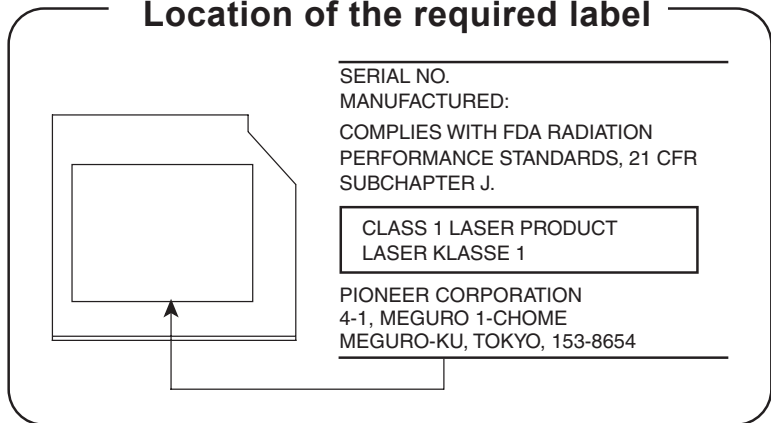 Location of the required label
SERIAL NO.
MANUFACTURED:
COMPLIES WITH FDA RADIATION
PERFORMANCE STANDARDS, 21 CFR
SUBCHAPTER J.
CLASS 1 LASER PRODUCT
LASER KLASSE 1
PIONEER CORPORATION
4-1, MEGURO 1-CHOME
MEGURO-KU, TOKYO, 153-8654